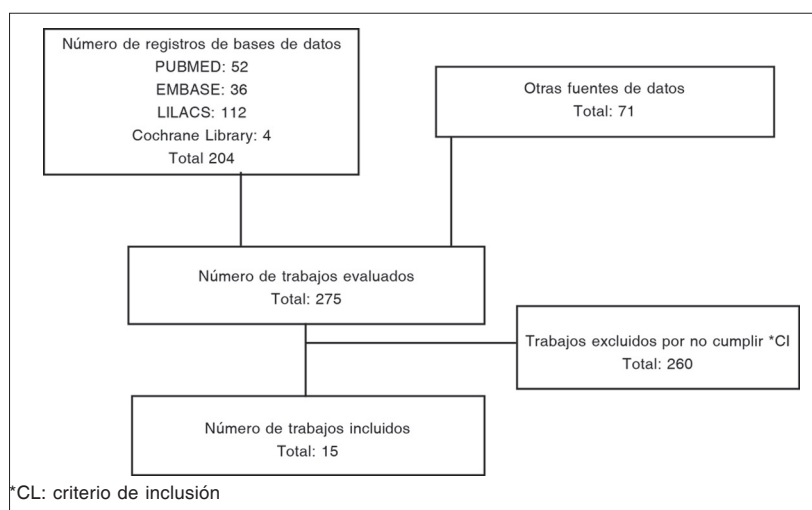 Número de registros de bases de datos
PUBMED: 52
EMBASE: 36
LILACS: 112
Cochrane Library: 4
Total 204
Otras fuentes de datos
Total: 71
Número de trabajos evaluados
Total: 275
Trabajos excluidos por no cumplir *CI
Total: 260
Número de trabajos incluidos
Total: 15
*CL: criterio de inclusión